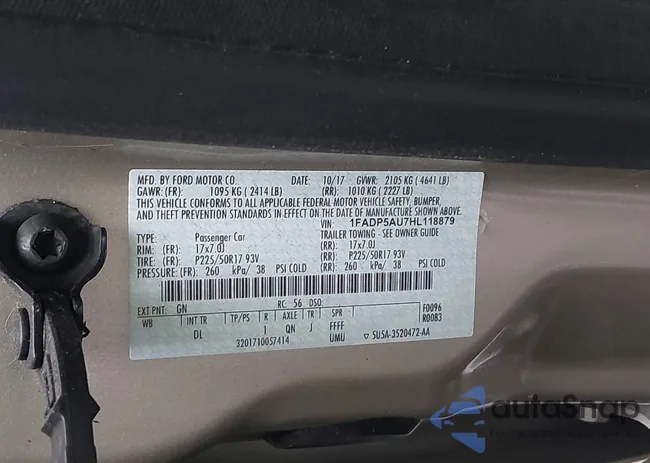 MFD. BY FORD MOTOR CO. DATE: 10/17 GVWR: 2105 KG ( 4641 LB)
GAWR: (FR): 1095 KG ( 2414 LB) (RR): 1010 KG ( 2227 LB)
THIS VEHICLE CONFORMS TO ALL APPLICABLE FEDERAL MOTOR VEHICLE SAFETY, BUMPER,
AND THEFT PREVENTION STANDARDS IN EFFECT ON THE DATE OF MANUFACTURE SHOWN ABOVE.
VIN: 1FADP5AU7HL118879
TYPE: Passenger Car TRAILER TOWING - SEE OWNER GUIDE
RIM: (FR): 17x7.0J (RR): 17x7.0J
TIRE: (FR): P225/50R17 93V (RR): P225/50R17 93V
PRESSURE: (FR): 260 kPa/ 38 PSI COLD (RR): 260 kPa/ 38 PSI COLD
EXT PNT: GN RC: 56 DSO: F0096
WB INT TR TP/PS R AXLE TR SPR R0083
DL 1 QN J FFFF
3201710057414 UMU ▽ 5U5A-3520472-AA
autoSnap